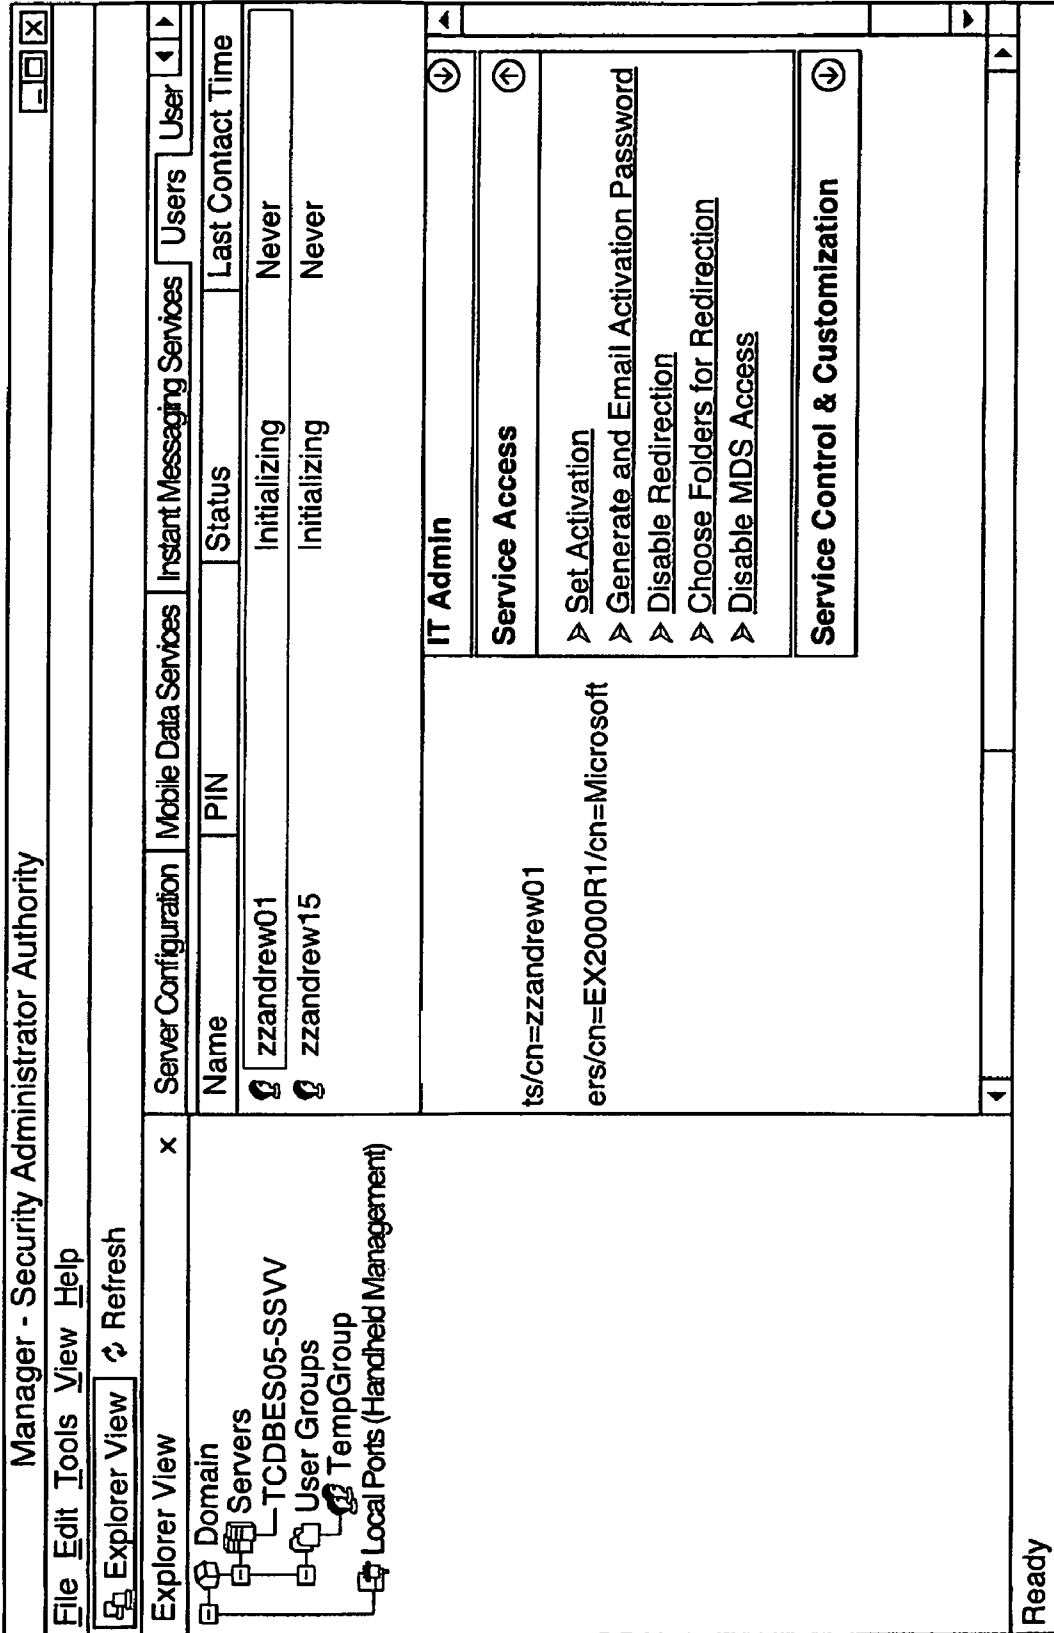 Manager - Security Administrator Authority
File Edit Tools View Help
Explorer View Refresh
Explorer View x
Domain
Servers
TCDBES05-SSVV
User Groups
TempGroup
Local Ports (Handheld Management)
Server Configuration Mobile Data Services Instant Messaging Services Users User
Name PIN Status Last Contact Time
zzandrew01 Initializing Never
zzandrew15 Initializing Never
ts/cn=zzandrew01
ers/cn=EX2000R1/cn=Microsoft
IT Admin
Service Access
Set Activation
Generate and Email Activation Password
Disable Redirection
Choose Folders for Redirection
Disable MDS Access
Service Control & Customization
Ready